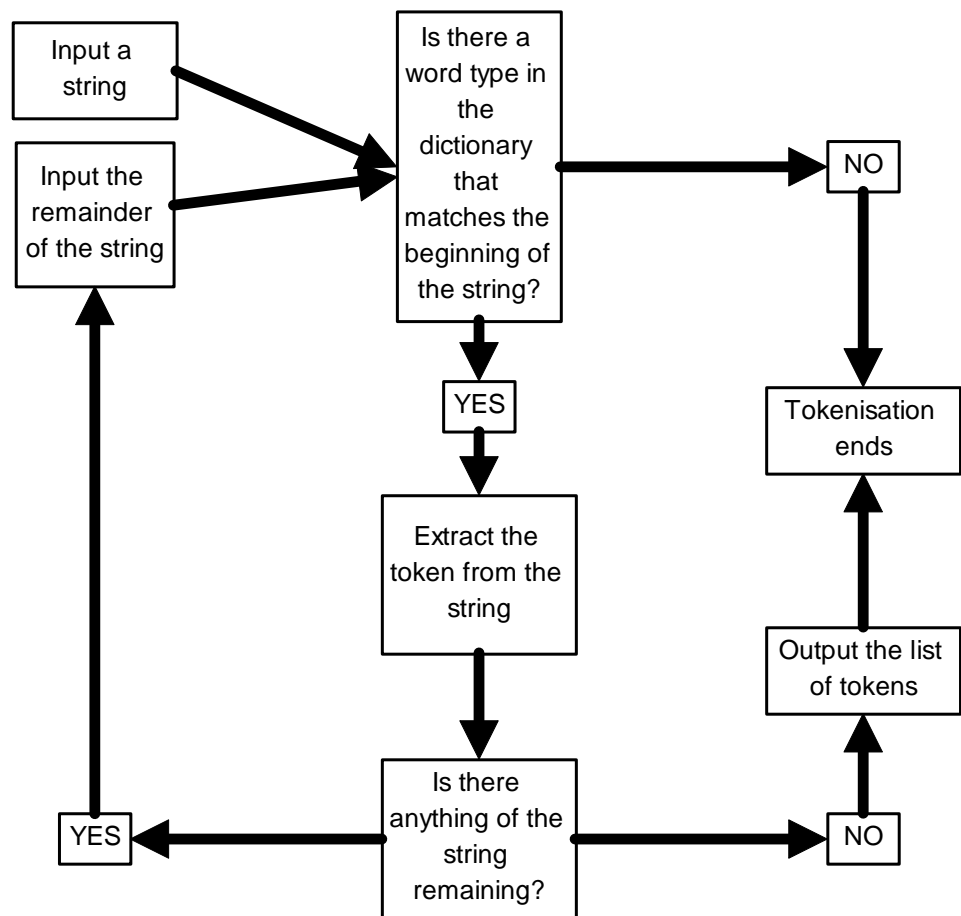 Input a
string
Is there a
word type in
the
dictionary
that
matches the
beginning of
the string?
Input the
remainder
of the string
NO
YES
Tokenisation
ends
Extract the
token from the
string
Output the list
of tokens
Is there
anything of the
string
remaining?
YES
NO